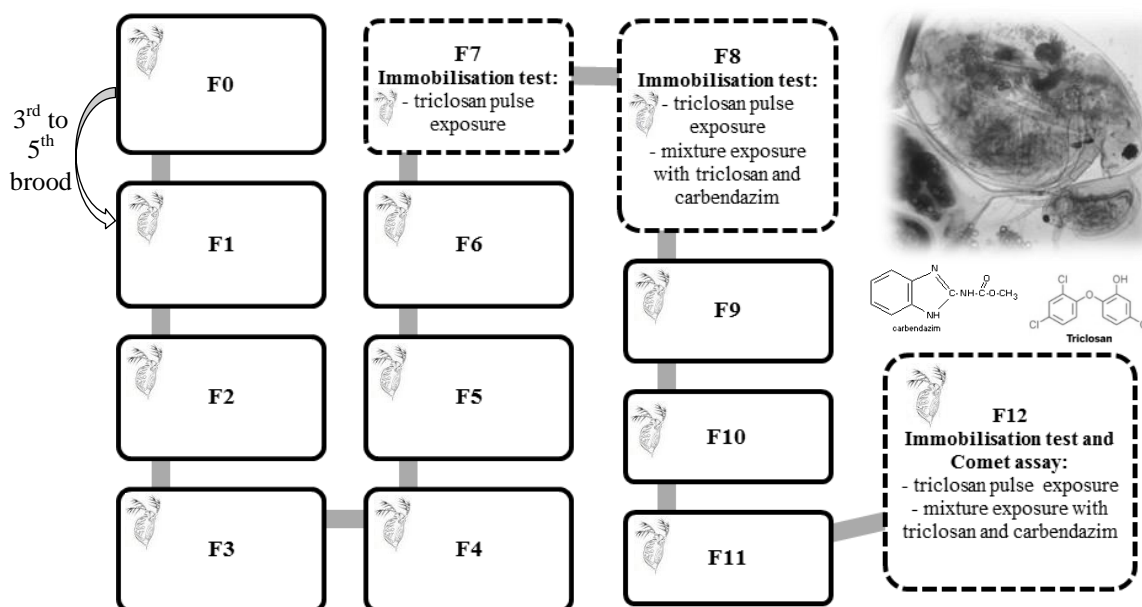 3rd to
5th
brood
F0
F1
F2
F3
F4
F5
F6
F7
Immobilisation test:
- triclosan pulse
exposure
F8
Immobilisation test:
- triclosan pulse
exposure
- mixture exposure
with triclosan and
carbendazim
F9
F10
F11
F12
Immobilisation test and
Comet assay:
- triclosan pulse exposure
- mixture exposure with
triclosan and carbendazim
N
O
C-NH-C-O-CH3
NH
carbendazim
Cl
OH
O
Cl
Triclosan